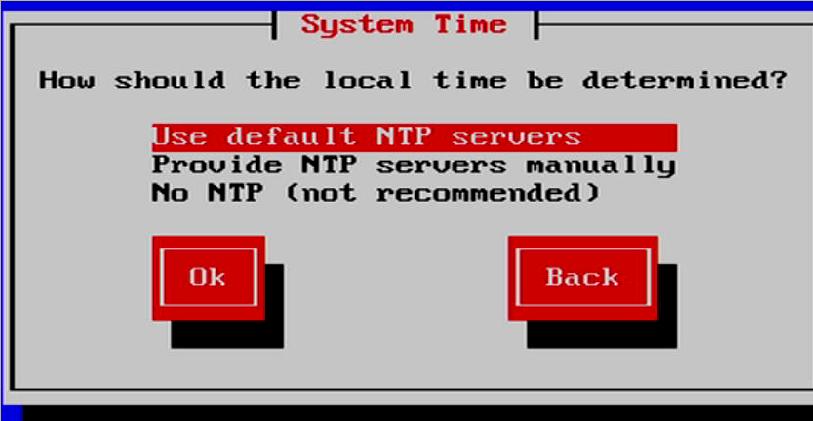 System Time
How should the local time be determined?
Use default NTP servers
Provide NTP servers manually
No NTP (not recommended)
Ok
Back